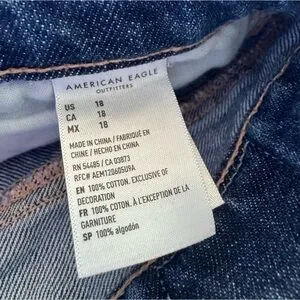 AMERICAN EAGLE
OUTFITTERS
US 18
CA 18
MX 18
MADE IN CHINA / FABRIQUÉ EN
CHINE / HECHO EN CHINA
RN 54485 / CA 03873
RFC# AEM120605U9A
EN 100% COTTON. EXCLUSIVE OF
DECORATION
FR 100% COTON. À L'EXCEPTION DE LA
GARNITURE
SP 100% algodón